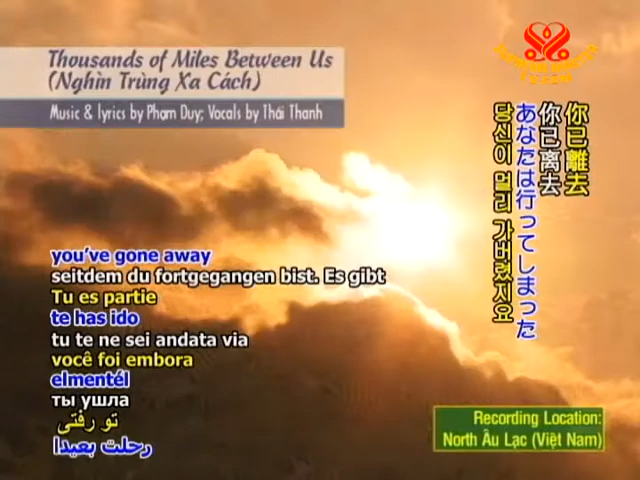 Thousands of Miles Between Us
(Nghìn Trùng Xa Cách)
Music & lyrics by Phạm Duy; Vocals by Thái Thanh
你已離去
你已离去
あなたは行ってしまった
당신이 멀리 가버렸지요
you've gone away
seitdem du fortgegangen bist. Es gibt
Tu es partie
te has ido
tu te ne sei andata via
você foi embora
elmentél
ты ушла
تو رفتی
رحلت بعيدا
Recording Location:
North Âu Lạc (Việt Nam)